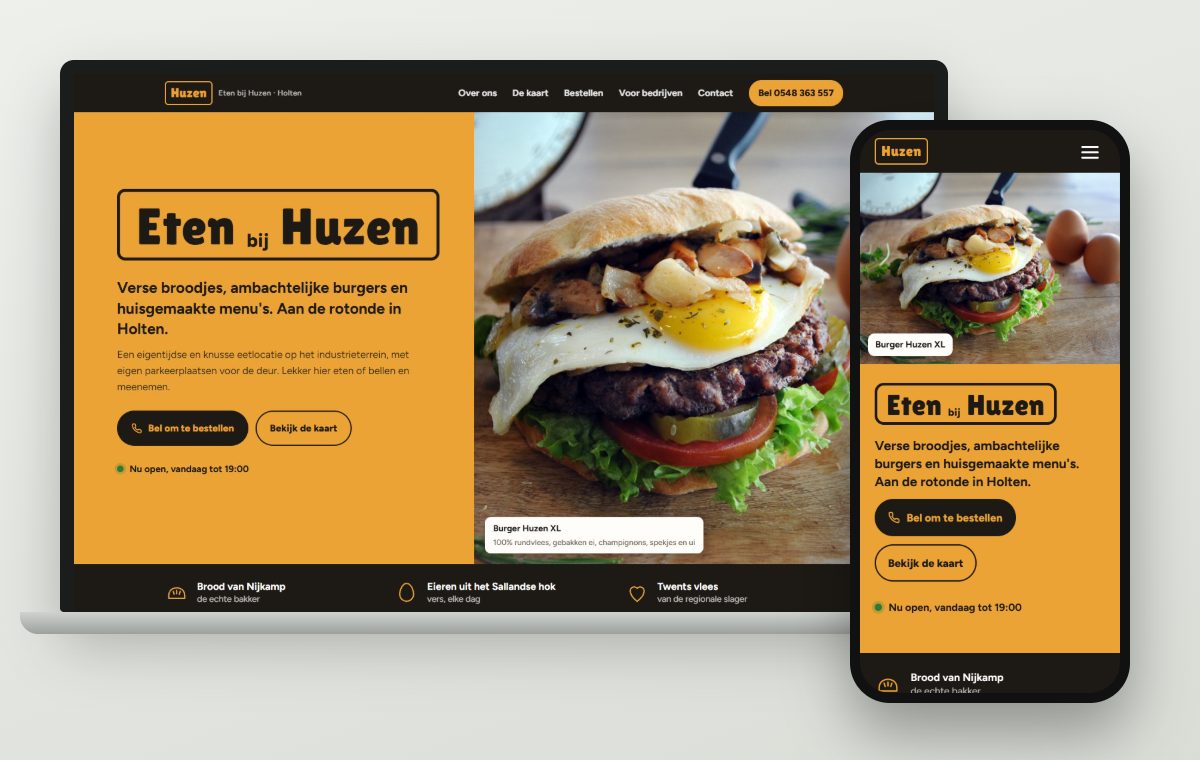 Huzen Eten bij Huzen · Holten Over ons De kaart Bestellen Voor bedrijven Contact Bel 0548 363 557
Eten bij Huzen
Verse broodjes, ambachtelijke burgers en
huisgemaakte menu's. Aan de rotonde in
Holten.
Een eigentijdse en knusse eetlocatie op het industrieterrein, met
eigen parkeerplaatsen voor de deur. Lekker hier eten of bellen en
meenemen.
Bel om te bestellen Bekijk de kaart
Nu open, vandaag tot 19:00
Burger Huzen XL
100% rundvlees, gebakken ei, champignons, spekjes en ui
Brood van Nijkamp
de echte bakker
Eieren uit het Sallandse hok
vers, elke dag
Twents vlees
van de regionale slager
Huzen
Burger Huzen XL
Eten bij Huzen
Verse broodjes, ambachtelijke
burgers en huisgemaakte menu's.
Aan de rotonde in Holten.
Bel om te bestellen
Bekijk de kaart
Nu open, vandaag tot 19:00
Brood van Nijkamp
de echte bakker